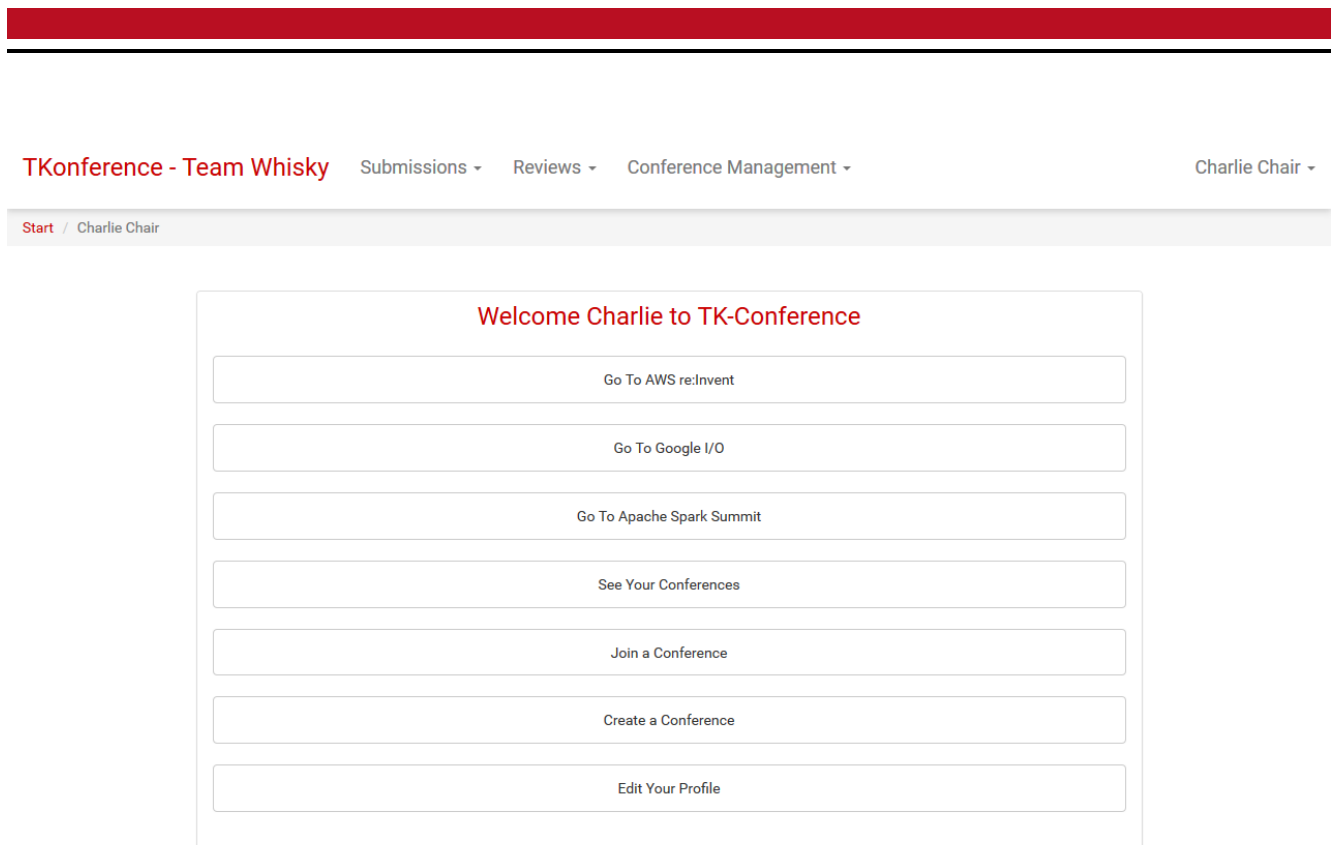 TKonference - Team Whisky Submissions Reviews Conference Management Charlie Chair
Start / Charlie Chair
Welcome Charlie to TK-Conference
Go To AWS re:Invent
Go To Google I/O
Go To Apache Spark Summit
See Your Conferences
Join a Conference
Create a Conference
Edit Your Profile